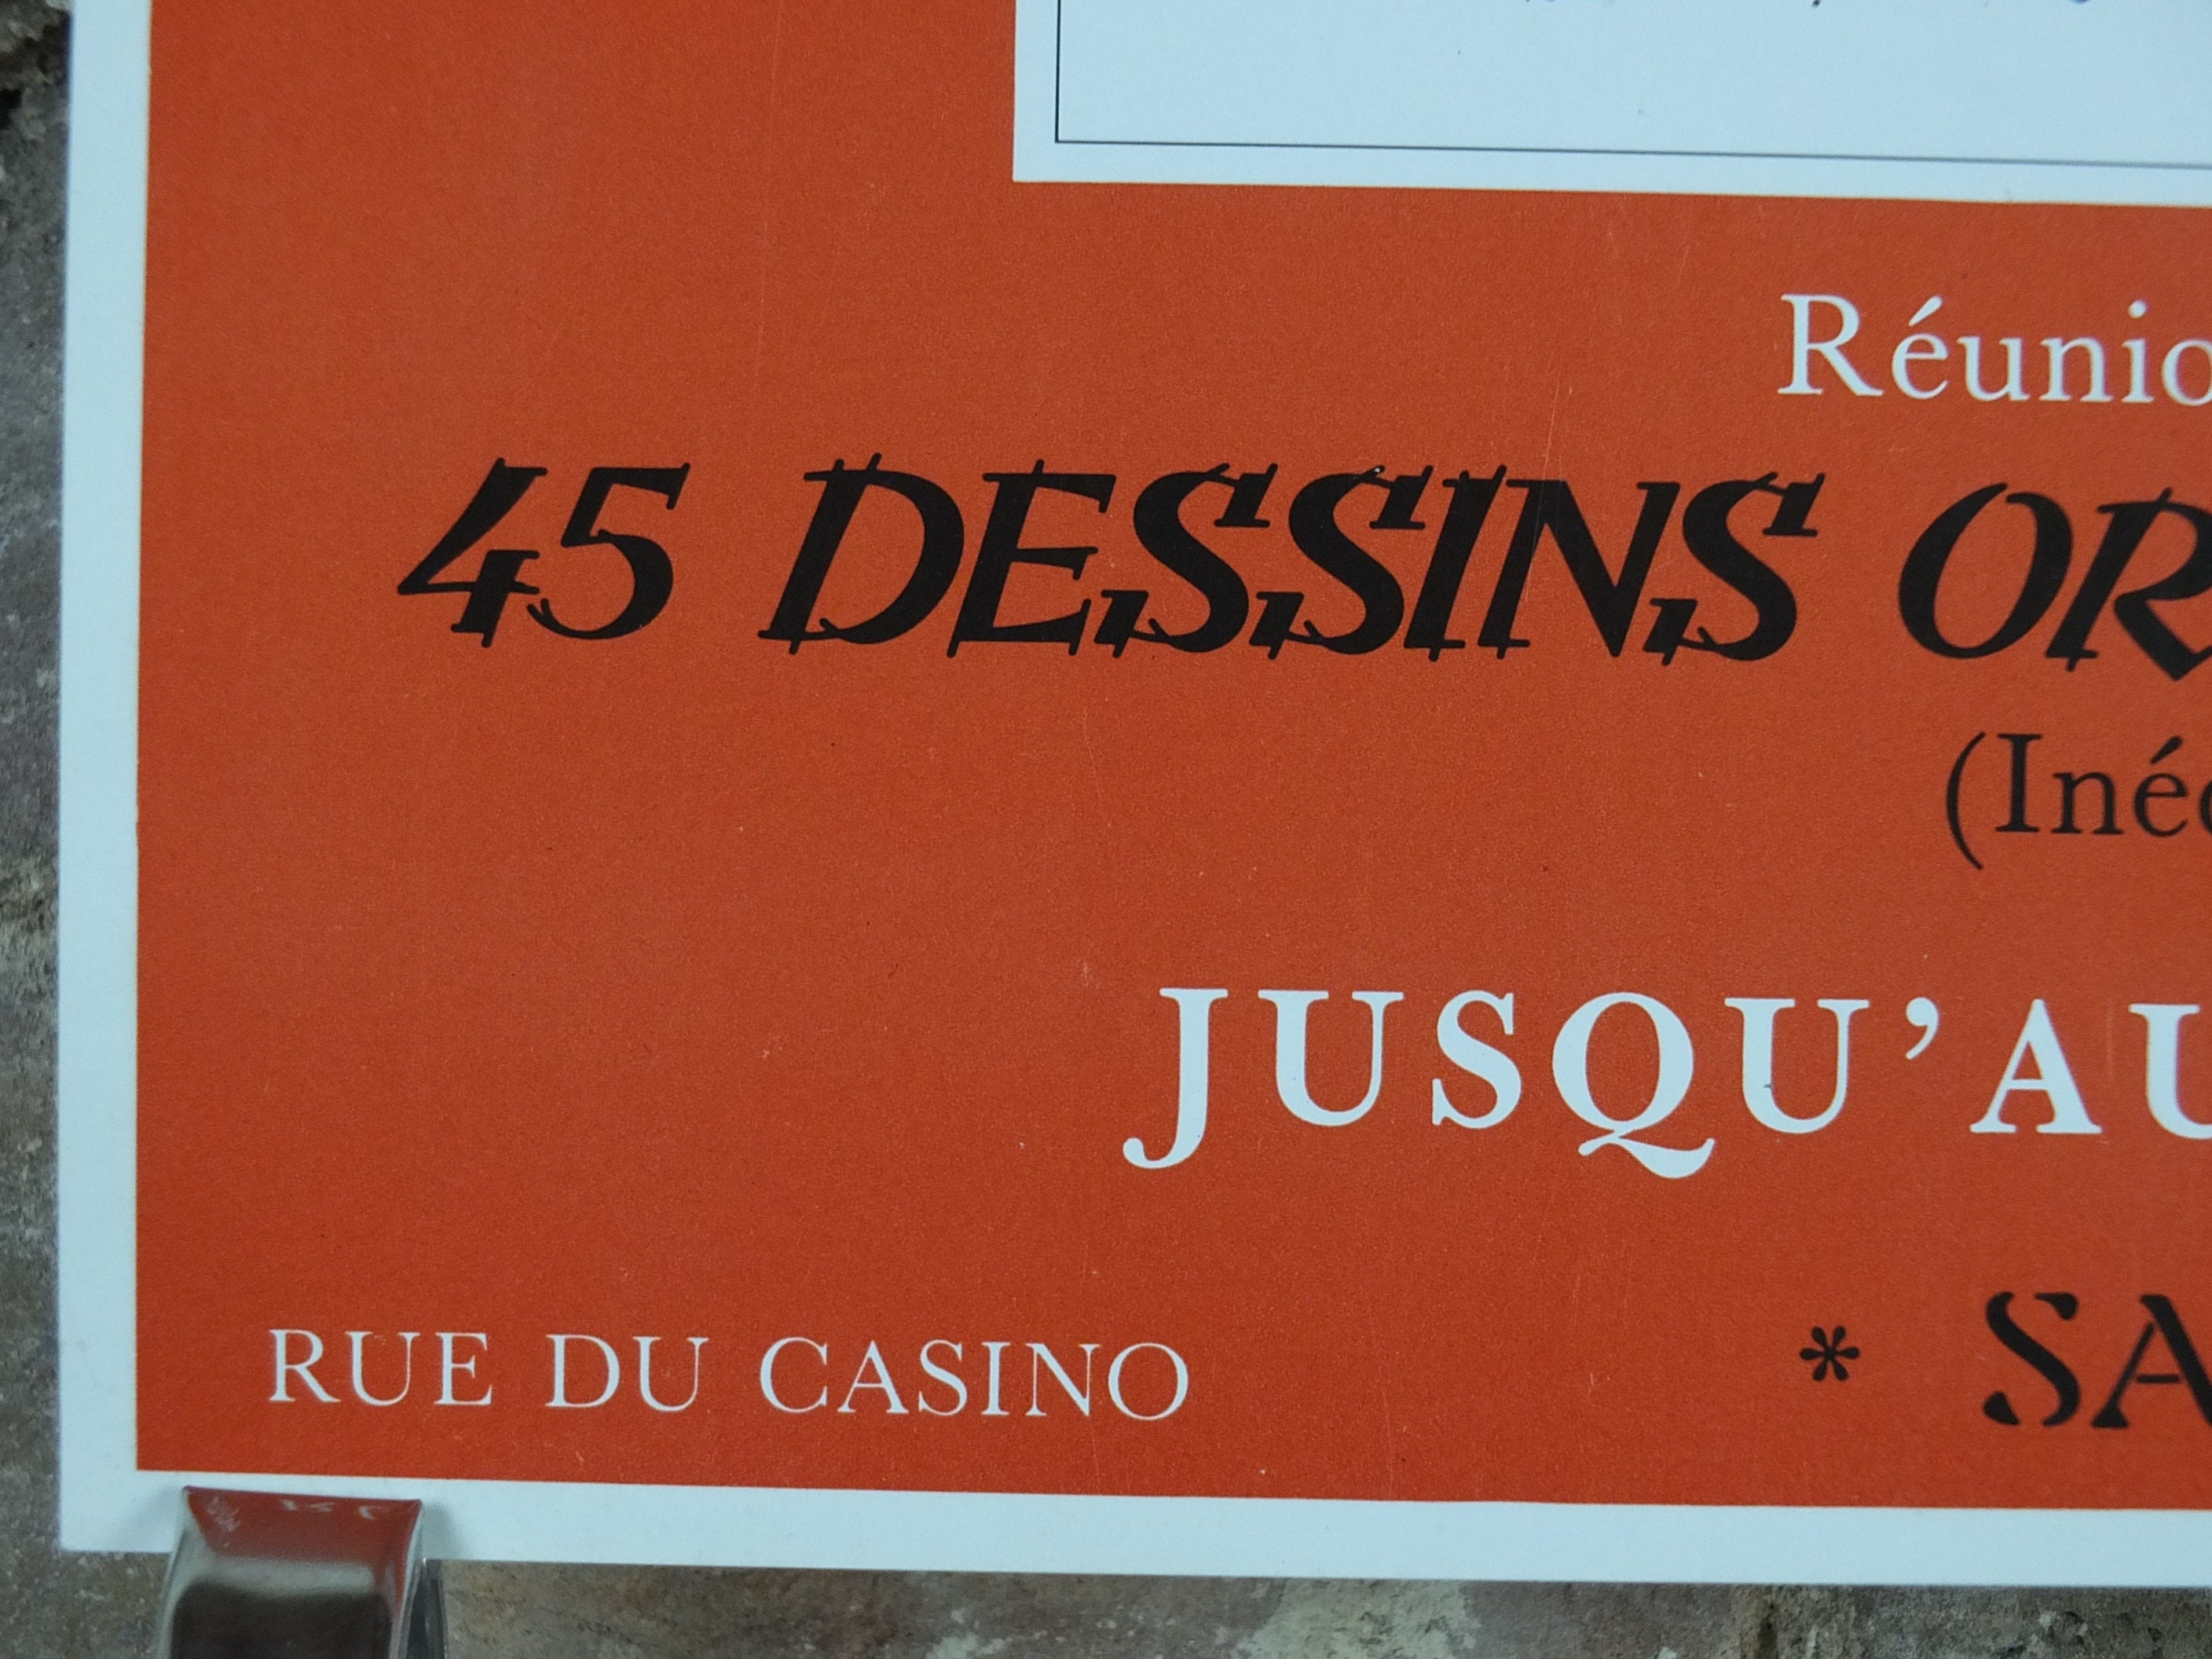 Réunio
45 DESSINS OR
(Iné
JUSQU'AU
RUE DU CASINO * SA